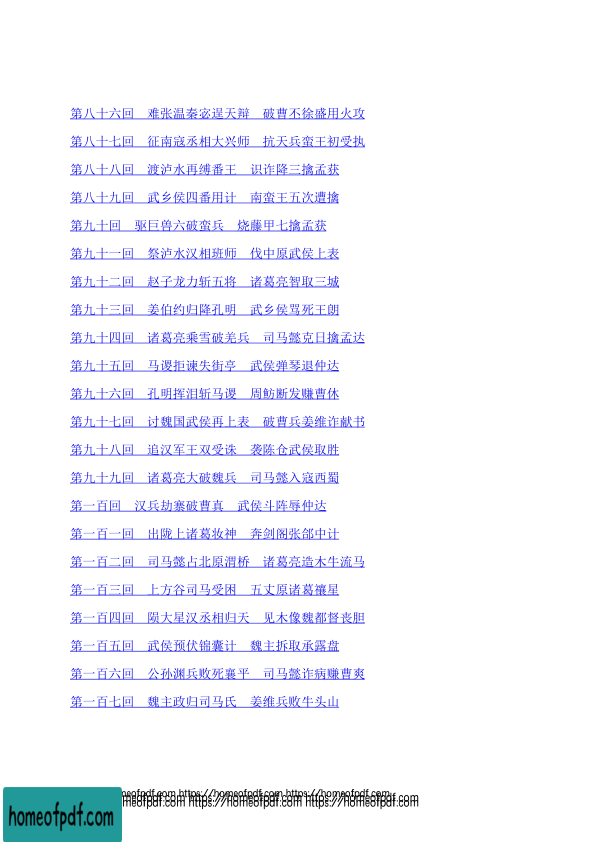 第八十六回　难张温秦宓逞天辩　破曹丕徐盛用火攻
第八十七回　征南寇丞相大兴师　抗天兵蛮王初受执
第八十八回　渡泸水再缚番王　识诈降三擒孟获
第八十九回　武乡侯四番用计　南蛮王五次遭擒
第九十回　驱巨兽六破蛮兵　烧藤甲七擒孟获
第九十一回　祭泸水汉相班师　伐中原武侯上表
第九十二回　赵子龙力斩五将　诸葛亮智取三城
第九十三回　姜伯约归降孔明　武乡侯骂死王朗
第九十四回　诸葛亮乘雪破羌兵　司马懿克日擒孟达
第九十五回　马谡拒谏失街亭　武侯弹琴退仲达
第九十六回　孔明挥泪斩马谡　周鲂断发赚曹休
第九十七回　讨魏国武侯再上表　破曹兵姜维诈献书
第九十八回　追汉军王双受诛　袭陈仓武侯取胜
第九十九回　诸葛亮大破魏兵　司马懿入寇西蜀
第一百回　汉兵劫寨破曹真　武侯斗阵辱仲达
第一百一回　出陇上诸葛妆神　奔剑阁张郃中计
第一百二回　司马懿占北原渭桥　诸葛亮造木牛流马
第一百三回　上方谷司马受困　五丈原诸葛禳星
第一百四回　陨大星汉丞相归天　见木像魏都督丧胆
第一百五回　武侯预伏锦囊计　魏主拆取承露盘
第一百六回　公孙渊兵败死襄平　司马懿诈病赚曹爽
第一百七回　魏主政归司马氏　姜维兵败牛头山
homeofpdf.com https://homeofpdf.com https://homeofpdf.com
homeofpdf.com https://homeofpdf.com https://homeofpdf.com
homeofpdf.com